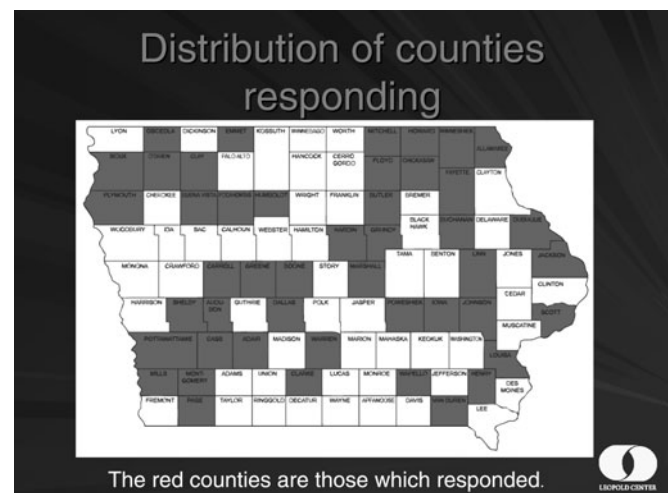 Distribution of counties
responding
LYON OSCEOLA DICKINSON EMMET KOSSUTH WINNEBAGO WORTH MITCHELL HOWARD WINNESHIEK ALLAMAKEE
SIOUX O'BRIEN CLAY PALO ALTO HANCOCK CERRO GORDO FLOYD CHICKASAW
FAYETTE CLAYTON
PLYMOUTH CHEROKEE BUENA VISTA POCAHONTAS HUMBOLDT WRIGHT FRANKLIN BUTLER BREMER
WOODBURY IDA SAC CALHOUN WEBSTER HAMILTON HARDIN GRUNDY BLACK HAWK BUCHANAN DELAWARE DUBUQUE
MONONA CRAWFORD CARROLL GREENE BOONE STORY MARSHALL TAMA BENTON LINN JONES JACKSON
CLINTON
CEDAR
HARRISON SHELBY AUDU-
BON GUTHRIE DALLAS POLK JASPER POWESHIEK IOWA JOHNSON SCOTT
MUSCATINE
POTTAWATTAMIE CASS ADAIR MADISON WARREN MARION MAHASKA KEOKUK WASHINGTON
LOUISA
MILLS MONT-
GOMERY ADAMS UNION CLARKE LUCAS MONROE WAPELLO JEFFERSON HENRY
DES
MOINES
FREMONT PAGE TAYLOR RINGGOLD DECATUR WAYNE APPANOOSE DAVIS VAN BUREN
LEE
The red counties are those which responded.
LEOPOLD CENTER